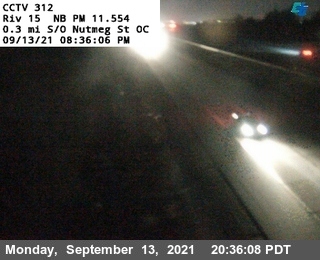 CCTV 312
Riv 15 NB PM 11.554
0.3 mi S/O Nutmeg St OC
09/13/21 08:36:06 PM
Monday, September 13, 2021 20:36:08 PDT